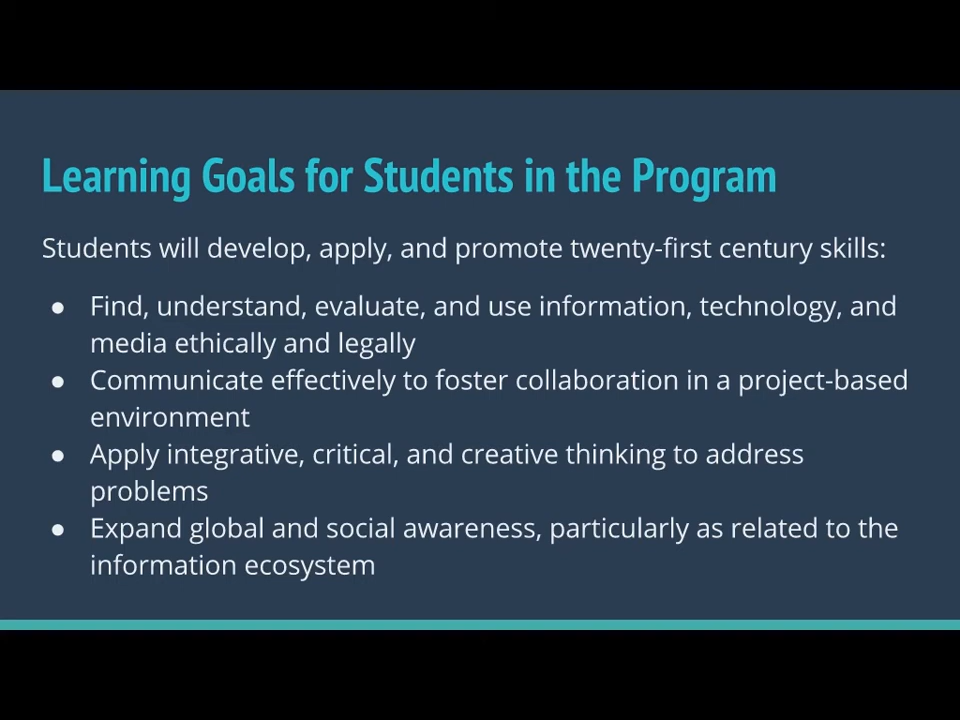 Learning Goals for Students in the Program
Students will develop, apply, and promote twenty-first century skills:
● Find, understand, evaluate, and use information, technology, and
media ethically and legally
● Communicate effectively to foster collaboration in a project-based
environment
● Apply integrative, critical, and creative thinking to address
problems
● Expand global and social awareness, particularly as related to the
information ecosystem